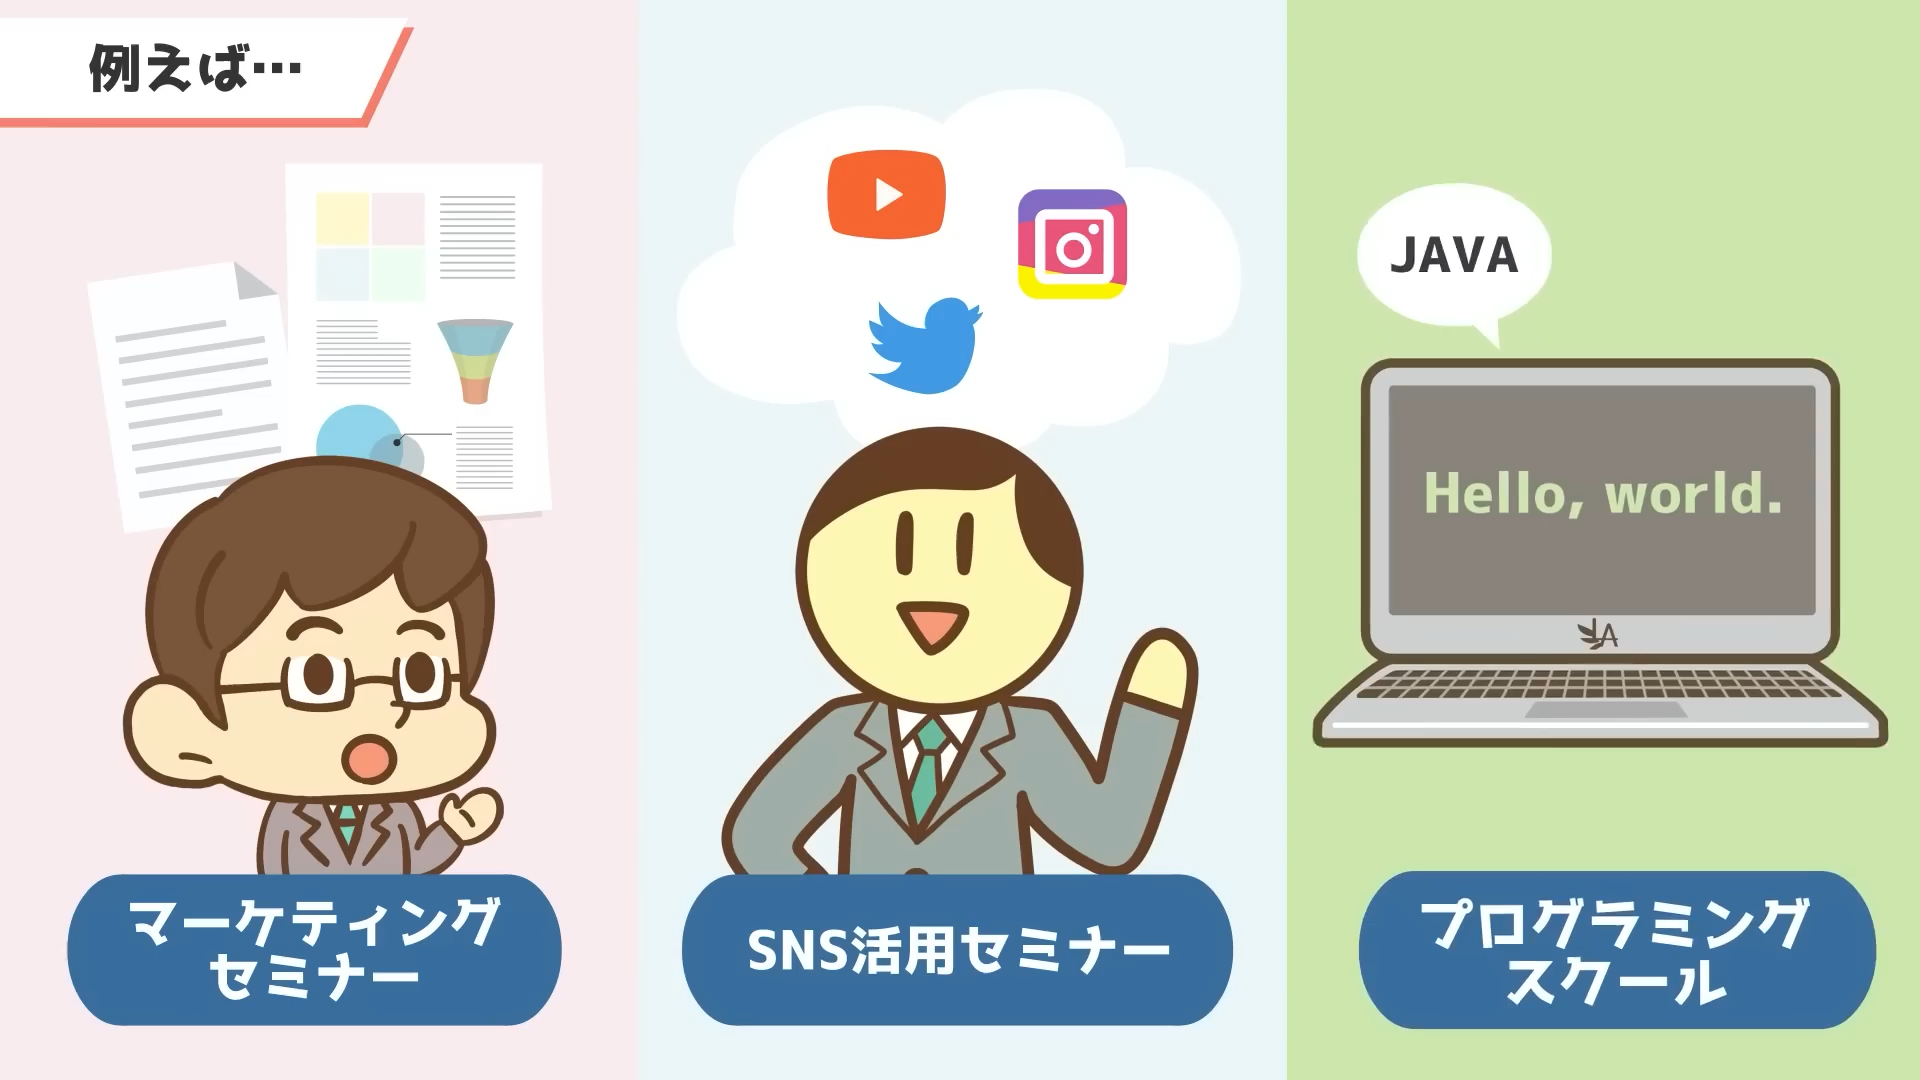 例えば…
JAVA
Hello, world.
マーケティング
セミナー
SNS活用セミナー
プログラミング
スクール